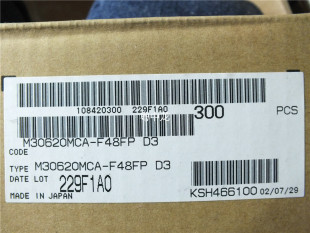 108420300 229F1A0
300 PCS
M30620MCA-F48FP D3
CODE
TYPE M30620MCA-F48FP D3
DATE LOT 229F1A0
MADE IN JAPAN
KSH466100 02/07/29